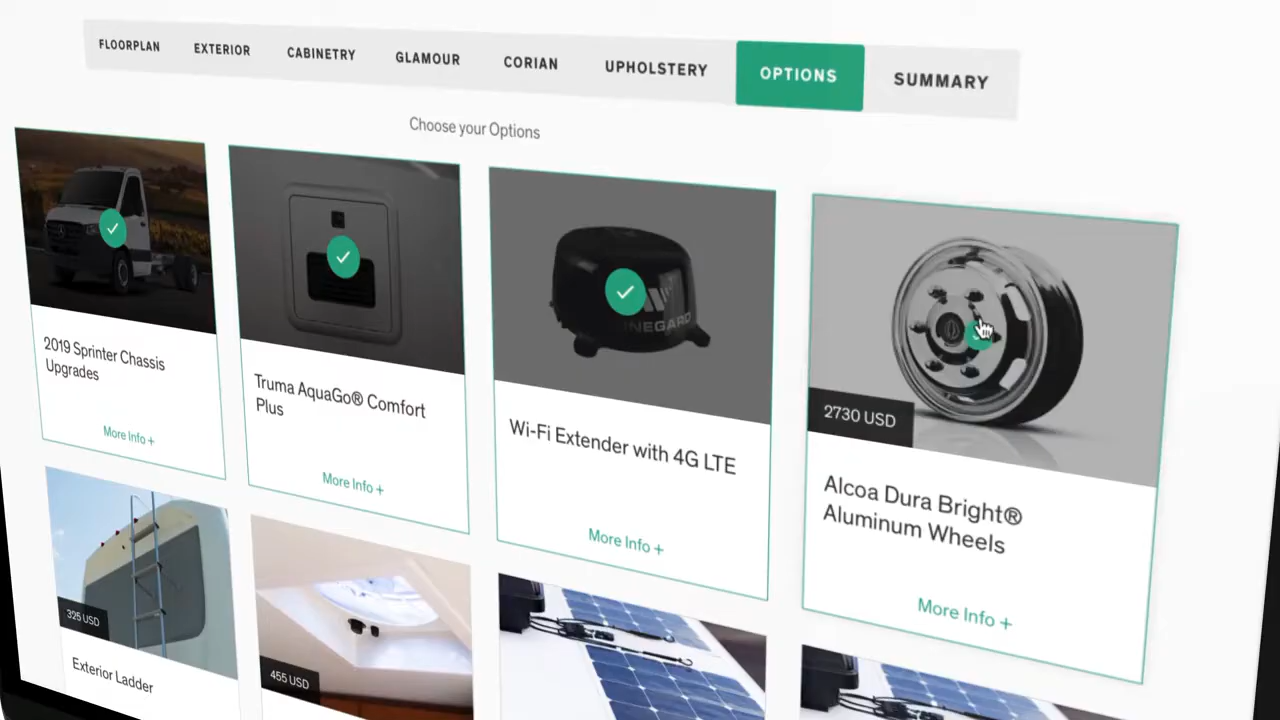 FLOORPLAN
EXTERIOR
CABINETRY
GLAMOUR
CORIAN
UPHOLSTERY
OPTIONS
SUMMARY
Choose your Options
2019 Sprinter Chassis
Upgrades
More Info +
Truma AquaGo® Comfort
Plus
More Info +
NEGARD
Wi-Fi Extender with 4G LTE
More Info +
2730 USD
Alcoa Dura Bright®
Aluminum Wheels
More Info +
325 USD
Exterior Ladder
455 USD